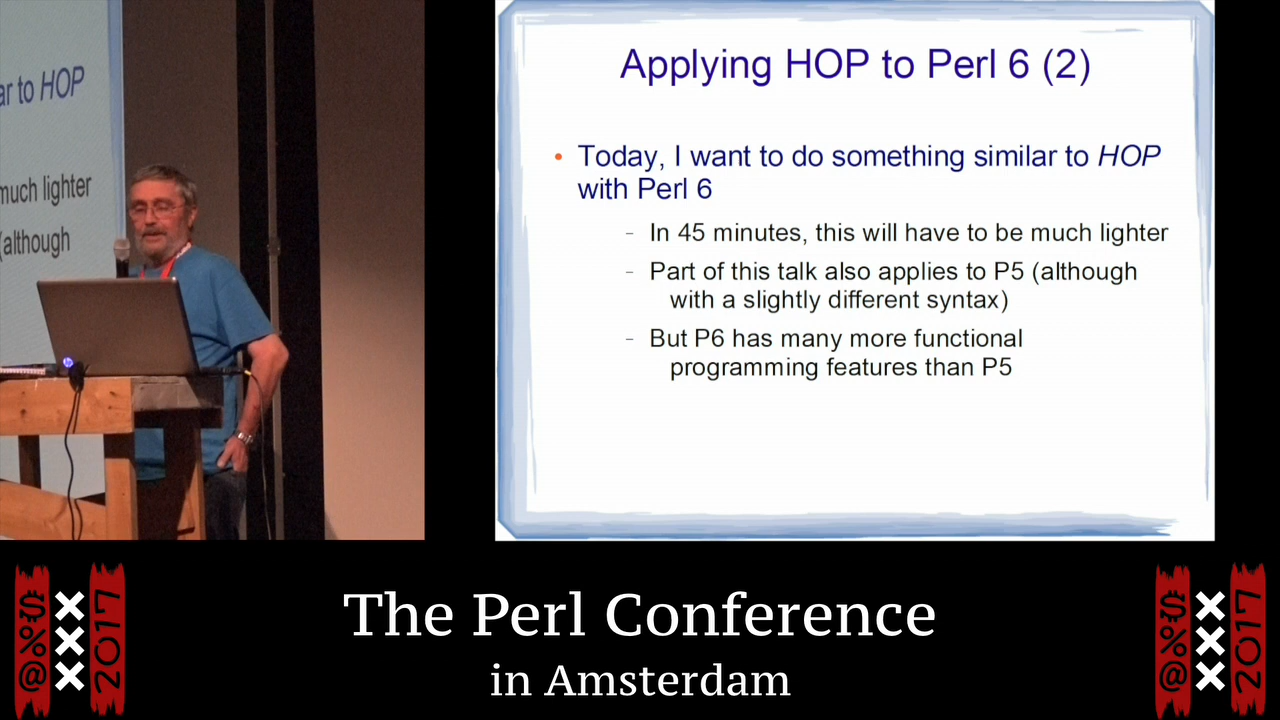 ar to HOP
much lighter
(although
Applying HOP to Perl 6 (2)
• Today, I want to do something similar to HOP
with Perl 6
- In 45 minutes, this will have to be much lighter
- Part of this talk also applies to P5 (although
with a slightly different syntax)
- But P6 has many more functional
programming features than P5
The Perl Conference
in Amsterdam
$%@
XXX
2017
$%@
XXX
2017